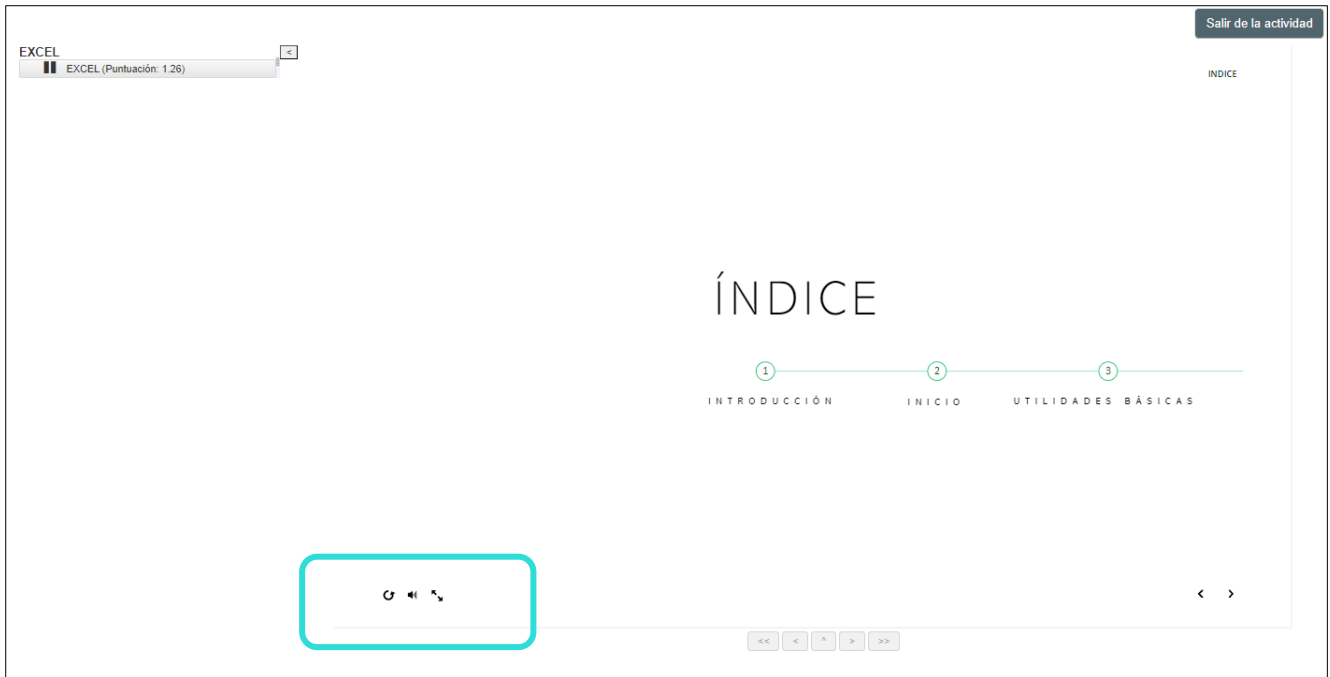 Salir de la actividad
EXCEL
<
EXCEL (Puntuación: 1.26)
INDICE
ÍNDICE
1 2 3
INTRODUCCIÓN INICIO UTILIDADES BÁSICAS
< >
<< < ^ > >>